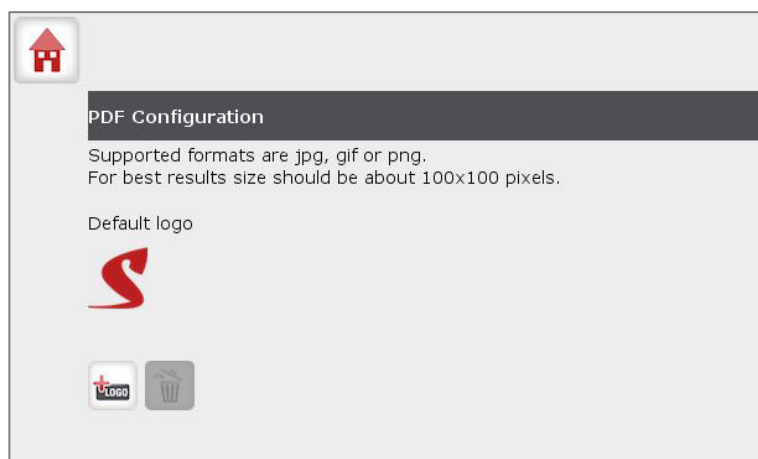 PDF Configuration
Supported formats are jpg, gif or png.
For best results size should be about 100x100 pixels.
Default logo
LOGO